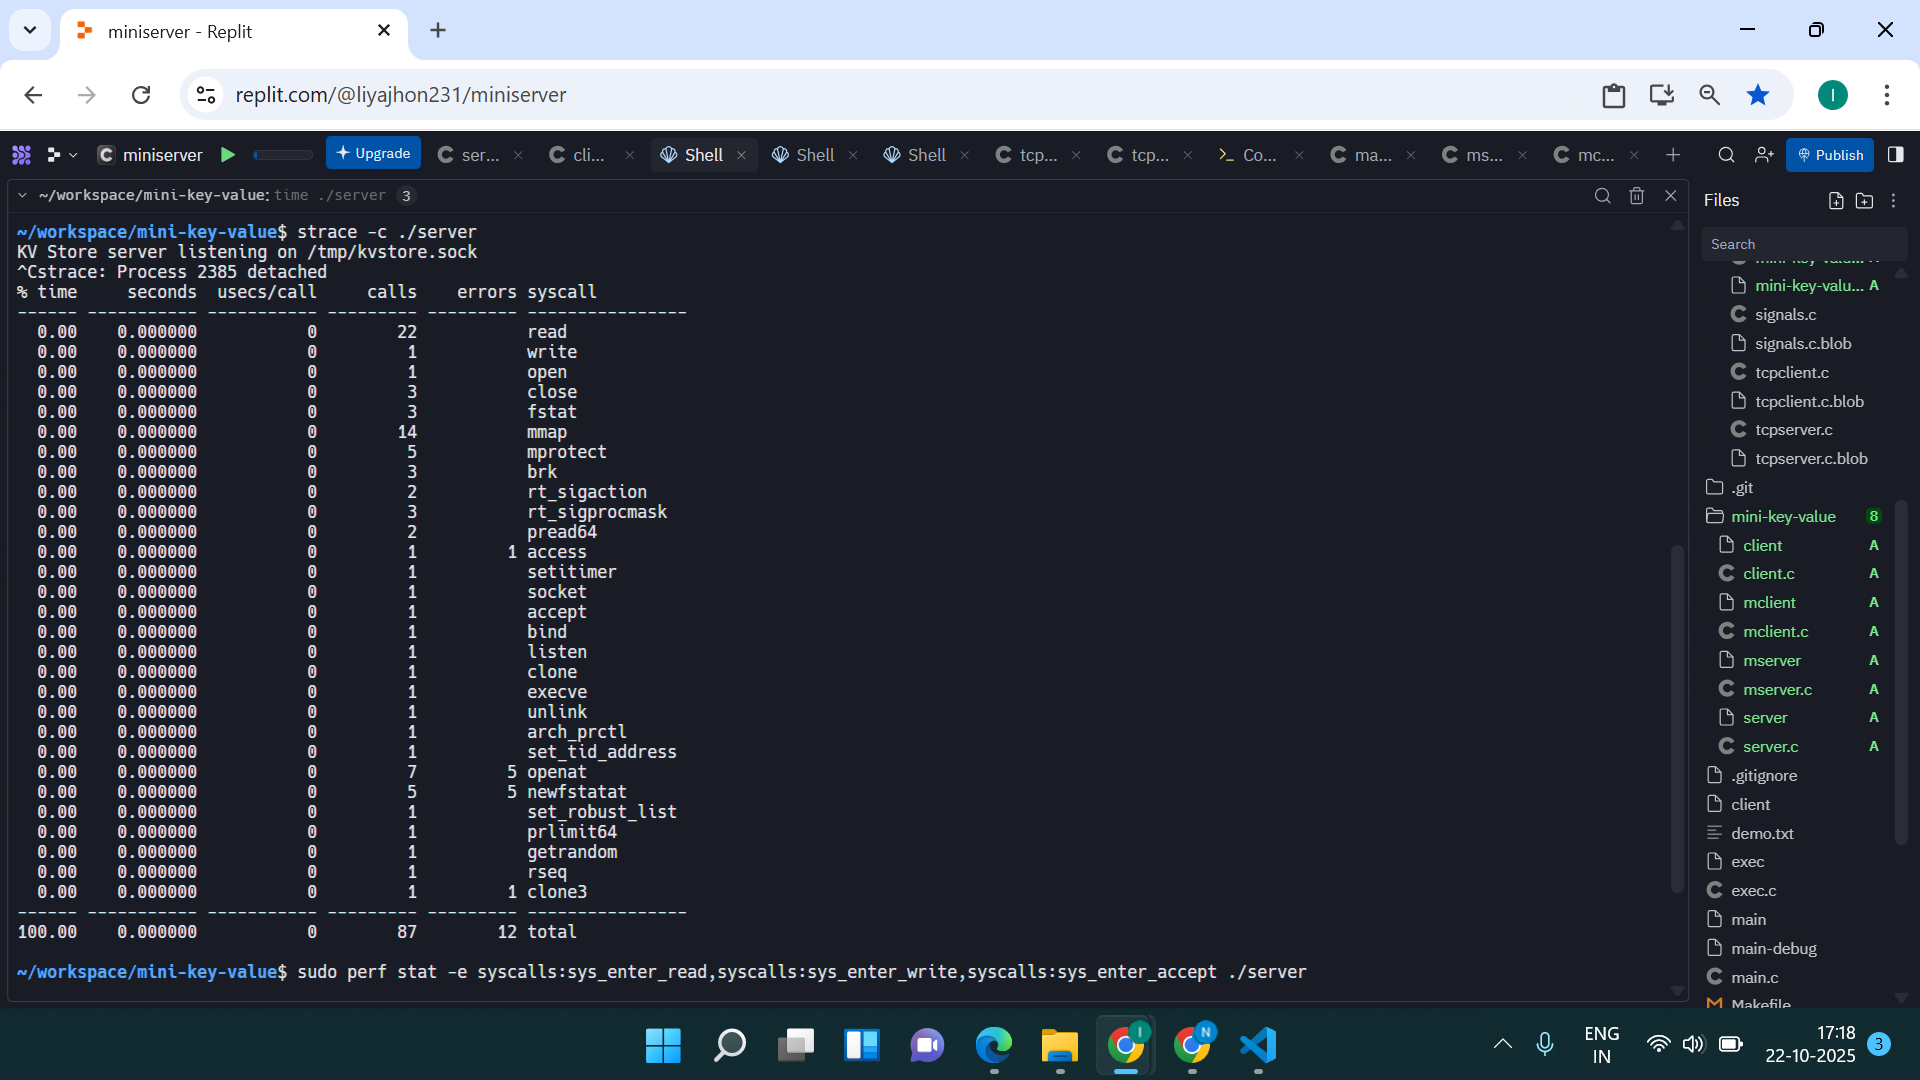 miniserver - Replit
replit.com/@liyajhon231/miniserver
I
miniserver
Upgrade
ser...
cli...
Shell
Shell
Shell
tcp...
tcp...
Co...
ma...
ms...
mc...
Publish
~/workspace/mini-key-value: time ./server 3
~/workspace/mini-key-value$ strace -c ./server
KV Store server listening on /tmp/kvstore.sock
^Cstrace: Process 2385 detached
% time seconds usecs/call calls errors syscall
------ ----------- ----------- --------- --------- ----------------
0.00 0.000000 0 22 read
0.00 0.000000 0 1 write
0.00 0.000000 0 1 open
0.00 0.000000 0 3 close
0.00 0.000000 0 3 fstat
0.00 0.000000 0 14 mmap
0.00 0.000000 0 5 mprotect
0.00 0.000000 0 3 brk
0.00 0.000000 0 2 rt_sigaction
0.00 0.000000 0 3 rt_sigprocmask
0.00 0.000000 0 2 pread64
0.00 0.000000 0 1 1 access
0.00 0.000000 0 1 setitimer
0.00 0.000000 0 1 socket
0.00 0.000000 0 1 accept
0.00 0.000000 0 1 bind
0.00 0.000000 0 1 listen
0.00 0.000000 0 1 clone
0.00 0.000000 0 1 execve
0.00 0.000000 0 1 unlink
0.00 0.000000 0 1 arch_prctl
0.00 0.000000 0 1 set_tid_address
0.00 0.000000 0 7 5 openat
0.00 0.000000 0 5 5 newfstatat
0.00 0.000000 0 1 set_robust_list
0.00 0.000000 0 1 prlimit64
0.00 0.000000 0 1 getrandom
0.00 0.000000 0 1 rseq
0.00 0.000000 0 1 1 clone3
------ ----------- ----------- --------- --------- ----------------
100.00 0.000000 0 87 12 total
~/workspace/mini-key-value$ sudo perf stat -e syscalls:sys_enter_read,syscalls:sys_enter_write,syscalls:sys_enter_accept ./server
Files
Search
mini-key-valu... A
mini-key-valu... A
signals.c
signals.c.blob
tcpclient.c
tcpclient.c.blob
tcpserver.c
tcpserver.c.blob
.git
mini-key-value 8
client A
client.c A
mclient A
mclient.c A
mserver A
mserver.c A
server A
server.c A
.gitignore
client
demo.txt
exec
exec.c
main
main-debug
main.c
Makefile
I
N
ENG
IN
17:18
22-10-2025
3